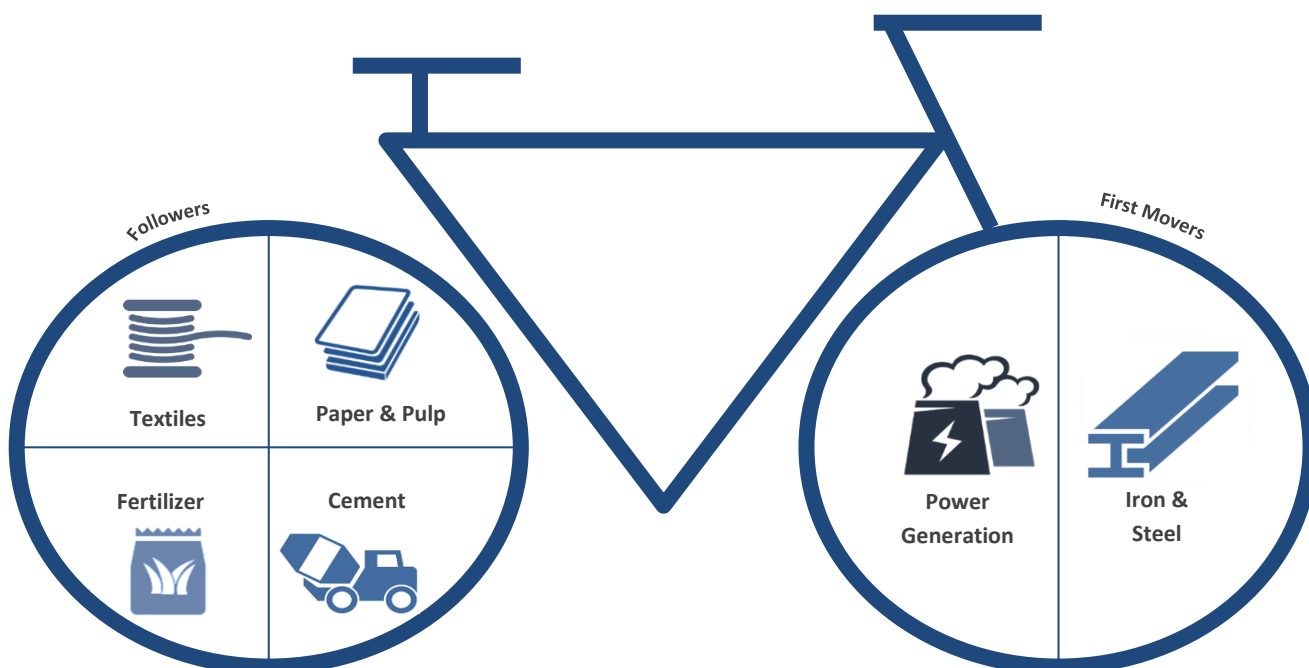 Followers
First Movers
Textiles
Paper & Pulp
Fertilizer
Cement
Power
Generation
Iron &
Steel